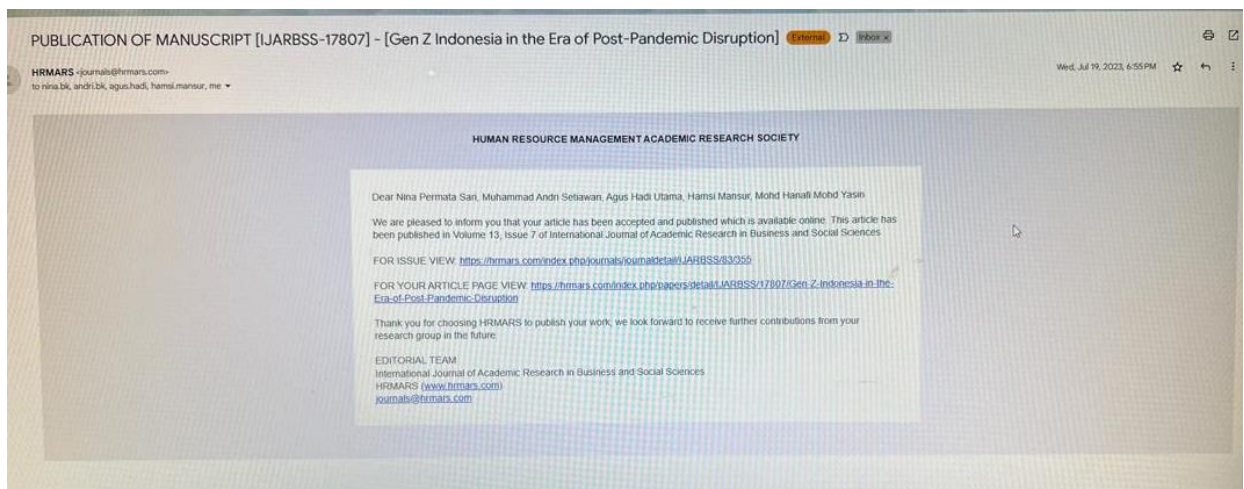 PUBLICATION OF MANUSCRIPT [IJARBSS-17807] - [Gen Z Indonesia in the Era of Post-Pandemic Disruption] External Inbox x
HRMARS <journals@hrmars.com>
Wed, Jul 19, 2023, 6:55 PM
to nina.bk, andri.bk, agus.hadi, hamsi.mansur, me
HUMAN RESOURCE MANAGEMENT ACADEMIC RESEARCH SOCIETY
Dear Nina Permata Sari, Muhammad Andri Setiawan, Agus Hadi Utama, Hamsi Mansur, Mohd Hanafi Mohd Yasin
We are pleased to inform you that your article has been accepted and published which is available online. This article has
been published in Volume 13, Issue 7 of International Journal of Academic Research in Business and Social Sciences
FOR ISSUE VIEW: https://hrmars.com/index.php/journals/journaldetail/IJARBSS/83/355
FOR YOUR ARTICLE PAGE VIEW: https://hrmars.com/index.php/papers/detail/IJARBSS/17807/Gen-Z-Indonesia-in-the-
Era-of-Post-Pandemic-Disruption
Thank you for choosing HRMARS to publish your work, we look forward to receive further contributions from your
research group in the future.
EDITORIAL TEAM
International Journal of Academic Research in Business and Social Sciences
HRMARS (www.hrmars.com)
journals@hrmars.com